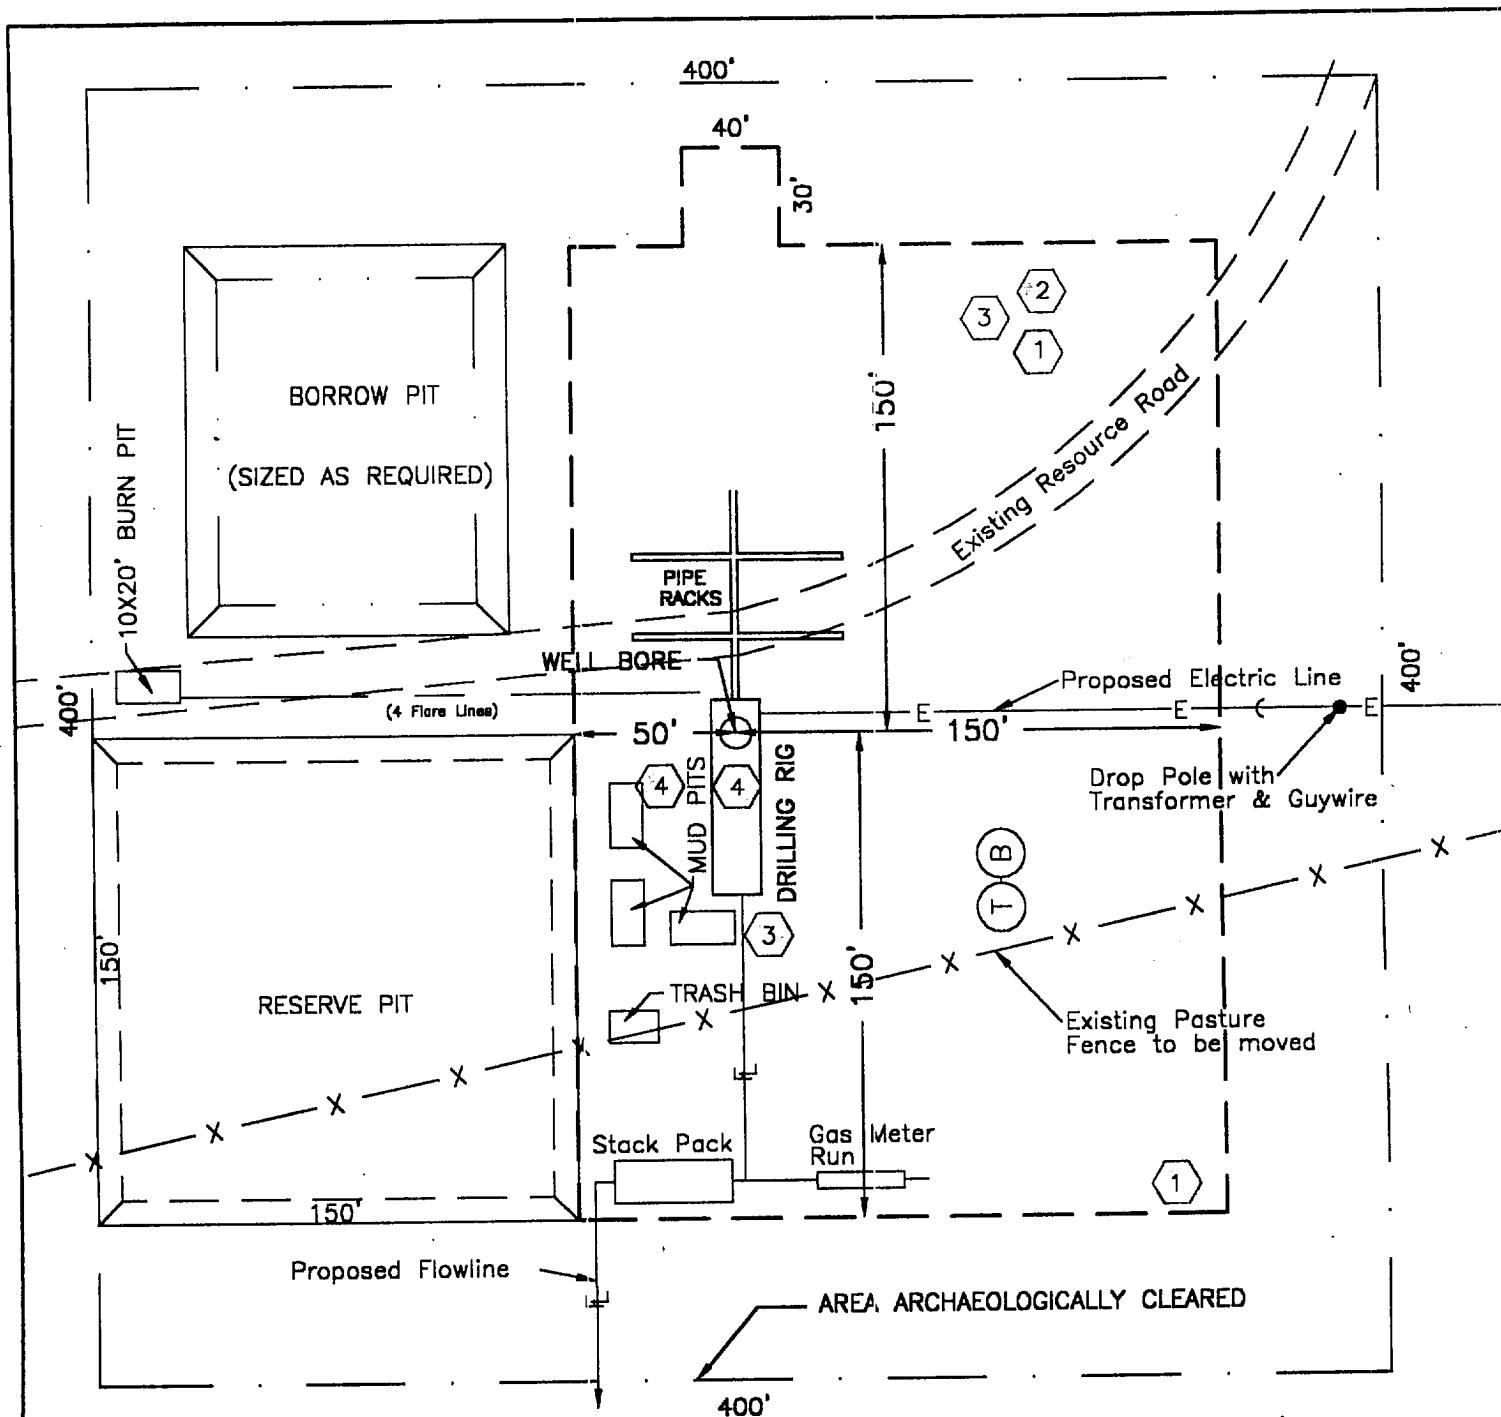 400'
40'
30'
2
3
1
150'
BORROW PIT
(SIZED AS REQUIRED)
10X20' BURN PIT
Existing Resource Road
PIPE
RACKS
WELL BORE
400'
(4 Flare Lines)
50'
Proposed Electric Line
E
E
E
400'
150'
Drop Pole with
Transformer & Guywire
4
4
MUD PITS
DRILLING RIG
B
T
3
150'
150'
RESERVE PIT
TRASH BIN
X
X
X
X
X
X
X
X
X
X
X
X
X
Existing Pasture
Fence to be moved
Stack Pack
Gas Meter
Run
1
150'
Proposed Flowline
AREA ARCHAEOLOGICALLY CLEARED
400'